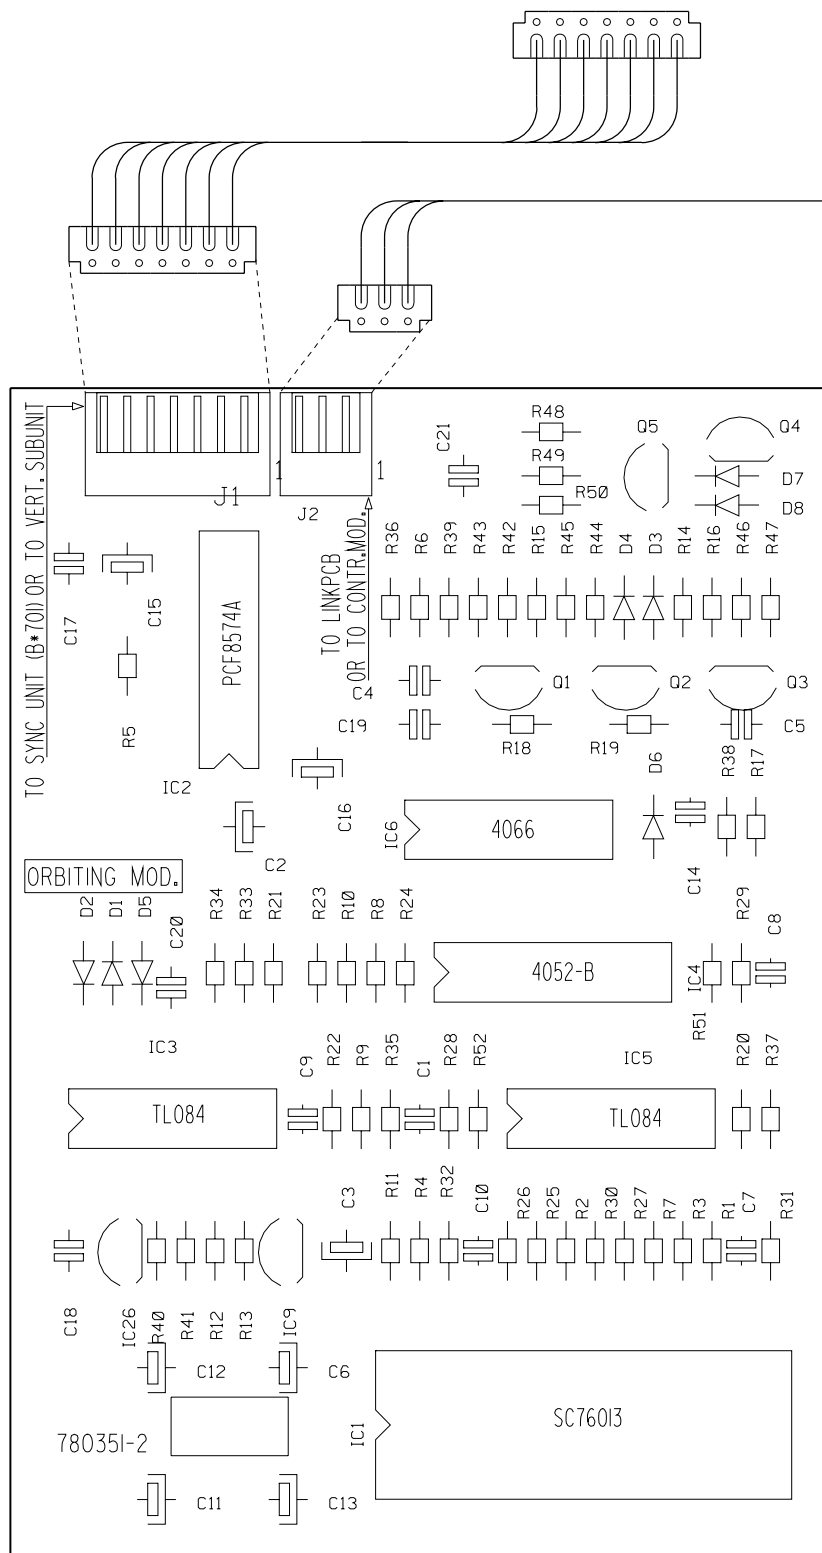 R48
Q5
Q4
C21
R49
D7
R50
D8
1
1
J1
J2
TO SYNC UNIT (B*701) OR TO VERT. SUBUNIT
TO LINKPCB
OR TO CONTR.MOD.
R36
R6
R39
R43
R42
R15
R45
R44
D4
D3
R14
R16
R46
R47
C17
C15
PCF8574A
R5
C4
Q1
Q2
Q3
C19
R18
R19
C5
D6
R38
R17
IC2
C16
IC6
4066
C2
C14
ORBITING MOD.
D2
D1
D5
C20
R34
R33
R21
R23
R10
R8
R24
R29
C8
4052-B
IC4
R51
IC3
C9
R22
R9
R35
C1
R28
R52
IC5
R20
R37
TL084
TL084
C3
R11
R4
R32
C10
R26
R25
R2
R30
R27
R7
R3
R1
C7
R31
C18
IC26
R40
R41
R12
R13
IC9
C12
C6
780351-2
IC1
SC76013
C11
C13